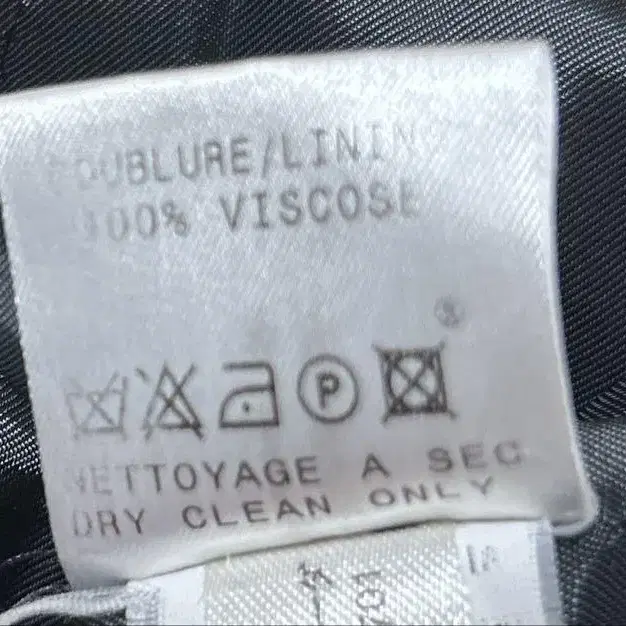 DOUBLURE/LINING
100% VISCOSE
®
P
NETTOYAGE A SEC
DRY CLEAN ONLY